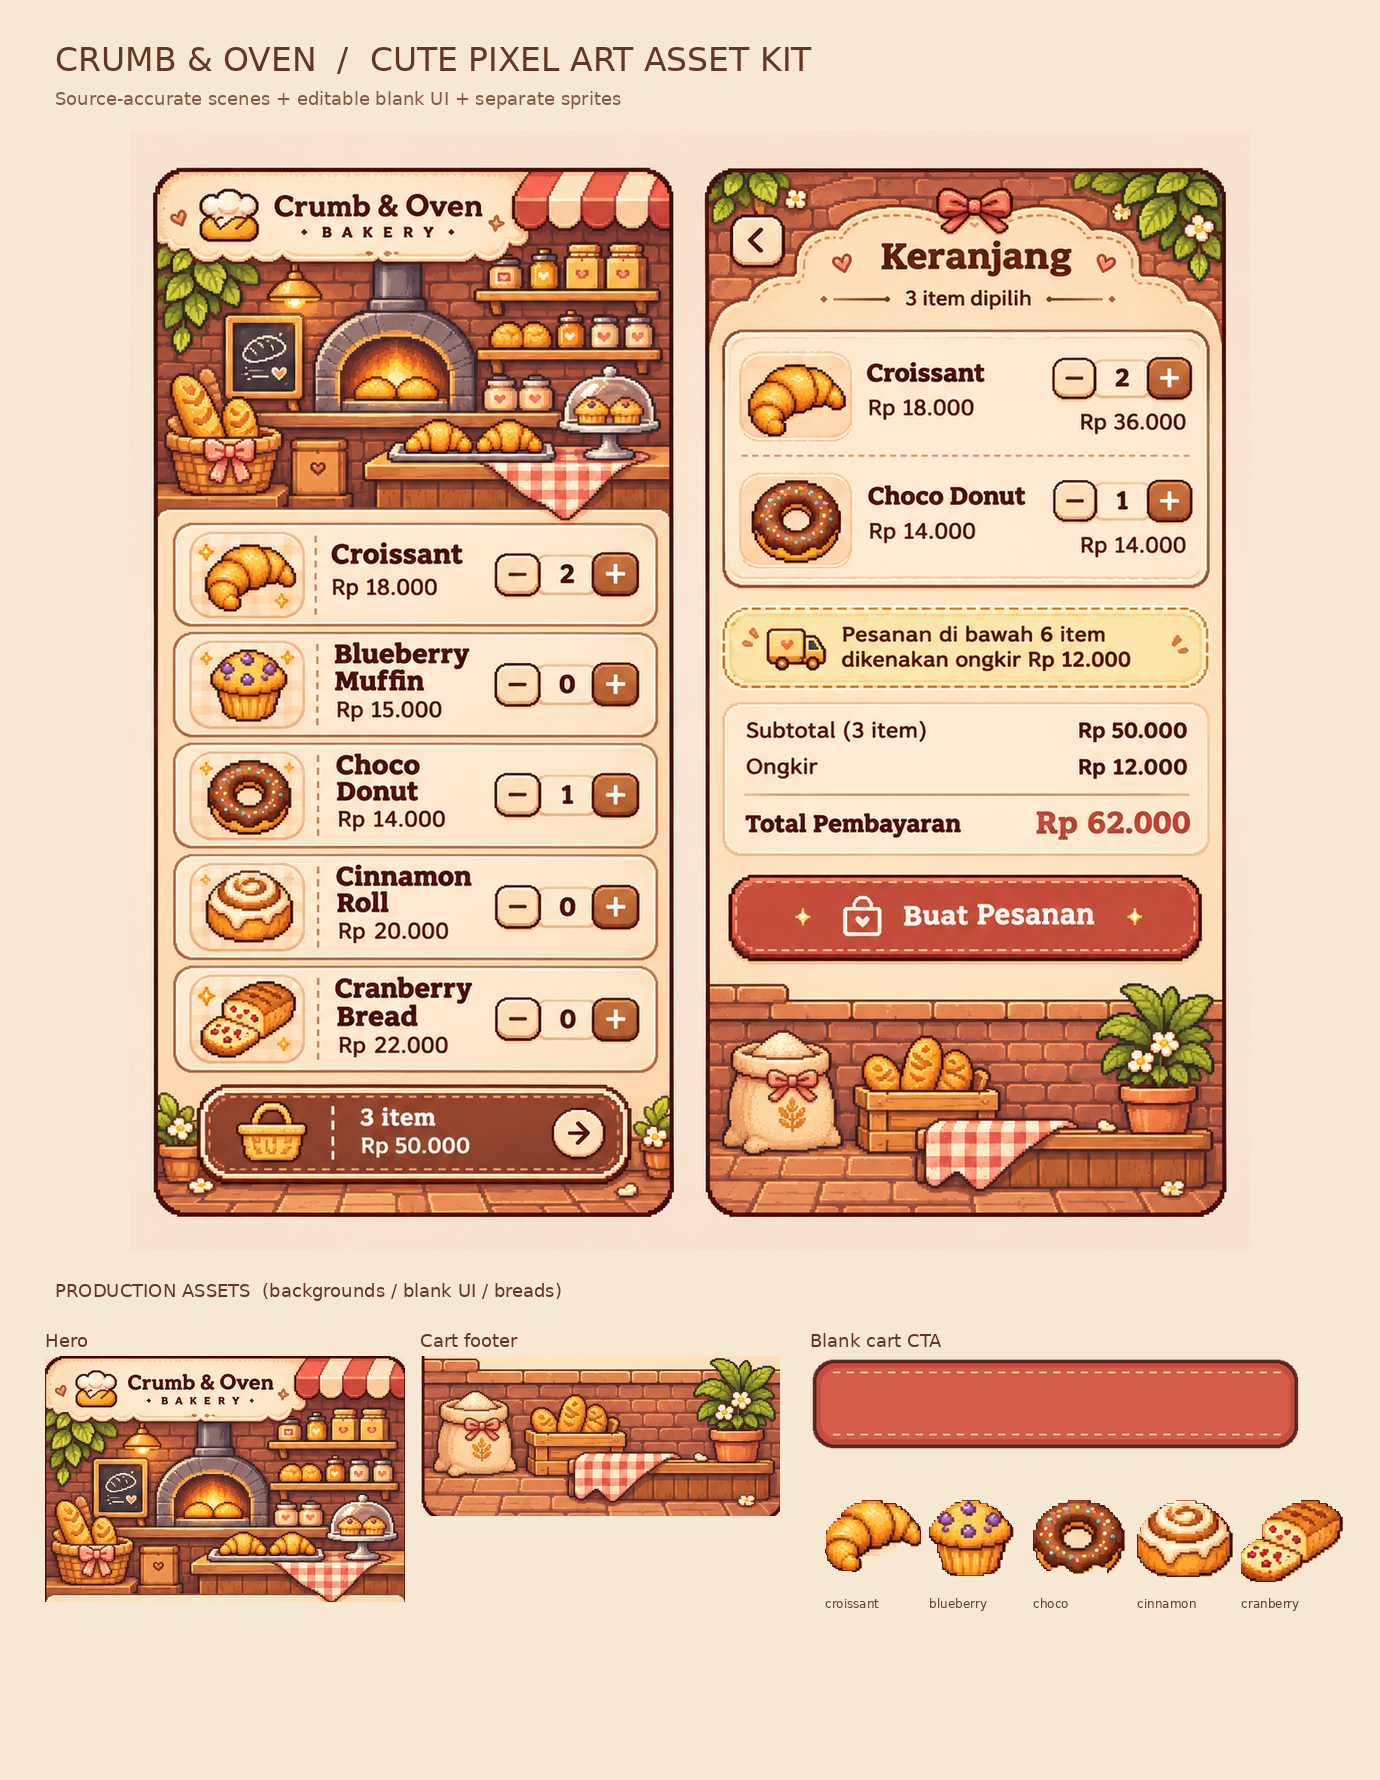 CRUMB & OVEN / CUTE PIXEL ART ASSET KIT
Source-accurate scenes + editable blank UI + separate sprites
Crumb & Oven
• BAKERY •
Croissant
Rp 18.000
− 2 +
Blueberry
Muffin
Rp 15.000
− 0 +
Choco
Donut
Rp 14.000
− 1 +
Cinnamon
Roll
Rp 20.000
− 0 +
Cranberry
Bread
Rp 22.000
− 0 +
3 item
Rp 50.000
Keranjang
3 item dipilih
Croissant
Rp 18.000
− 2 +
Rp 36.000
Choco Donut
Rp 14.000
− 1 +
Rp 14.000
Pesanan di bawah 6 item
dikenakan ongkir Rp 12.000
Subtotal (3 item) Rp 50.000
Ongkir Rp 12.000
Total Pembayaran Rp 62.000
Buat Pesanan
PRODUCTION ASSETS (backgrounds / blank UI / breads)
Hero
Cart footer
Blank cart CTA
Crumb & Oven
• BAKERY •
croissant
blueberry
choco
cinnamon
cranberry